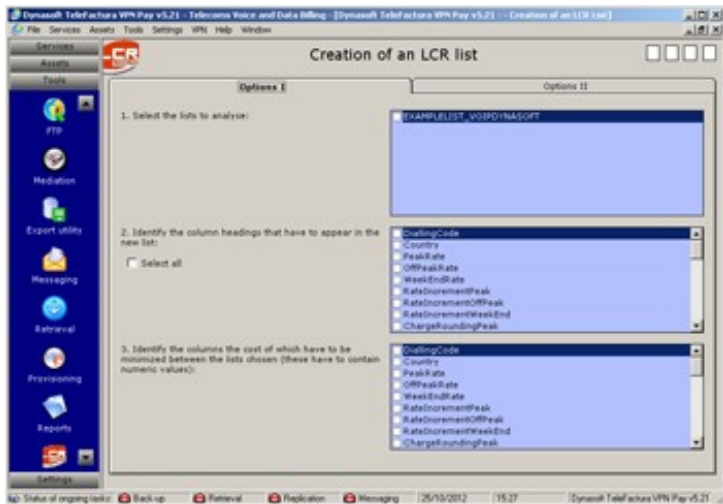 Dynasoft TeleFactura VPN Pay v5.21 - Telecoms Voice and Data Billing - [Dynasoft TeleFactura VPN Pay v5.21 - - Creation of an LCR list]
File Services Assets Tools Settings VPN Help Window
Services
Assets
Tools
LCR
Creation of an LCR list
Options I
Options II
FTP
Mediation
Export utility
Messaging
Retrieval
Provisioning
Reports
Settings
1. Select the lists to analyse:
EXAMPLELIST_VOIPDYNASOFT
2. Identify the column headings that have to appear in the
new list:
Select all
DiallingCode
Country
PeakRate
OffPeakRate
WeekEndRate
RateIncrementPeak
RateIncrementOffPeak
RateIncrementWeekEnd
ChargeRoundingPeak
3. Identify the columns the cost of which have to be
minimized between the lists chosen (these have to contain
numeric values):
DiallingCode
Country
PeakRate
OffPeakRate
WeekEndRate
RateIncrementPeak
RateIncrementOffPeak
RateIncrementWeekEnd
ChargeRoundingPeak
Status of ongoing tasks: Back-up Retrieval Replication Messaging 25/10/2012 15:27 Dynasoft TeleFactura VPN Pay v5.21